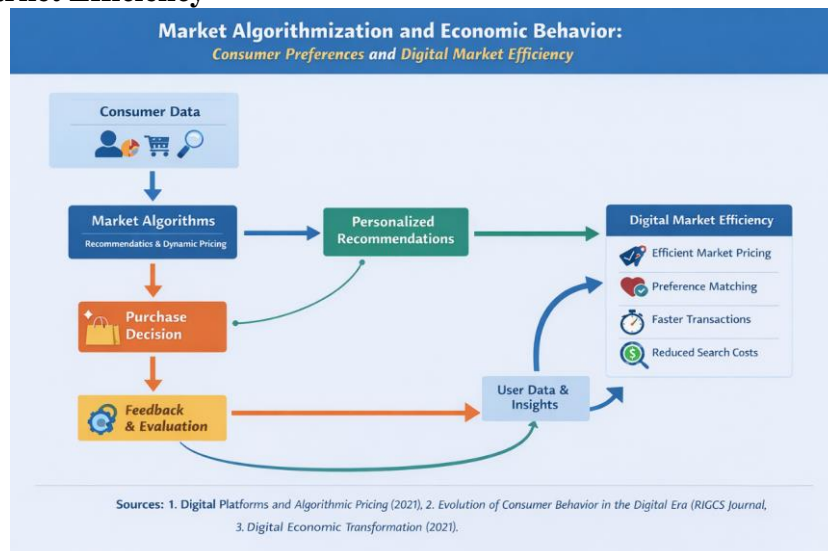 Market Algorithmization and Economic Behavior:
Consumer Preferences and Digital Market Efficiency
Consumer Data
Market Algorithms
Recommendatics & Dynamic Pricing
Personalized
Recommendations
Digital Market Efficiency
Efficient Market Pricing
Preference Matching
Faster Transactions
Reduced Search Costs
Purchase
Decision
Feedback
& Evaluation
User Data &
Insights
Sources: 1. Digital Platforms and Algorithmic Pricing (2021), 2. Evolution of Consumer Behavior in the Digital Era (RIGCS Journal,
3. Digital Economic Transformation (2021).